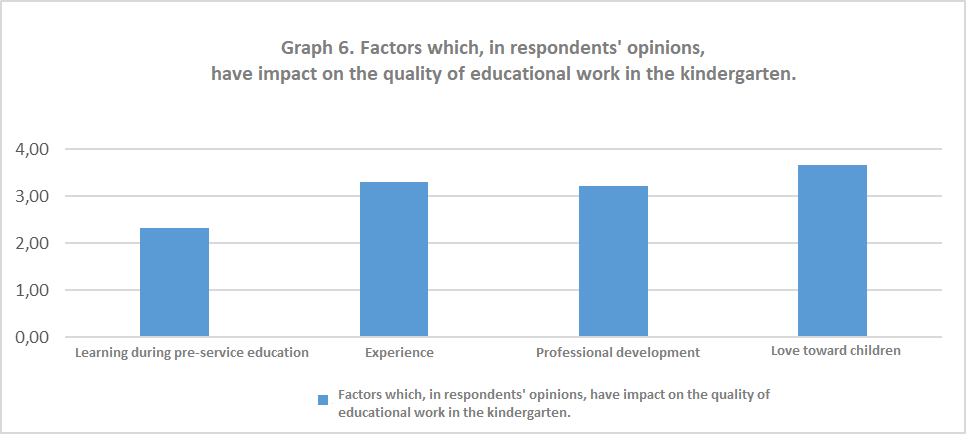 Graph 6. Factors which, in respondents' opinions,
have impact on the quality of educational work in the kindergarten.
4,00
3,00
2,00
1,00
0,00
Learning during pre-service education
Experience
Professional development
Love toward children
Factors which, in respondents' opinions, have impact on the quality of
educational work in the kindergarten.